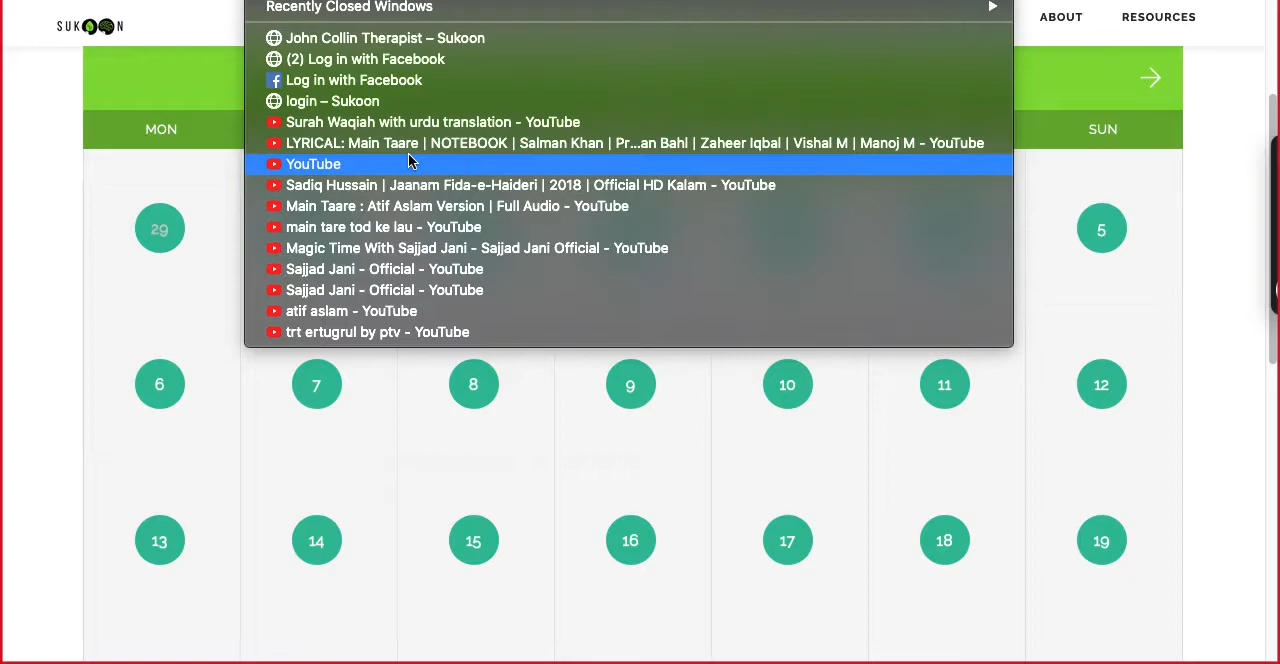 Recently Closed Windows
SUKOON
ABOUT RESOURCES
John Collin Therapist – Sukoon
(2) Log in with Facebook
Log in with Facebook
login – Sukoon
Surah Waqiah with urdu translation - YouTube
LYRICAL: Main Taare | NOTEBOOK | Salman Khan | Pr...an Bahl | Zaheer Iqbal | Vishal M | Manoj M - YouTube
YouTube
Sadiq Hussain | Jaanam Fida-e-Haideri | 2018 | Official HD Kalam - YouTube
Main Taare : Atif Aslam Version | Full Audio - YouTube
main tare tod ke lau - YouTube
Magic Time With Sajjad Jani - Sajjad Jani Official - YouTube
Sajjad Jani - Official - YouTube
Sajjad Jani - Official - YouTube
atif aslam - YouTube
trt ertugrul by ptv - YouTube
MON SUN
29 5
6 7 8 9 10 11 12
13 14 15 16 17 18 19